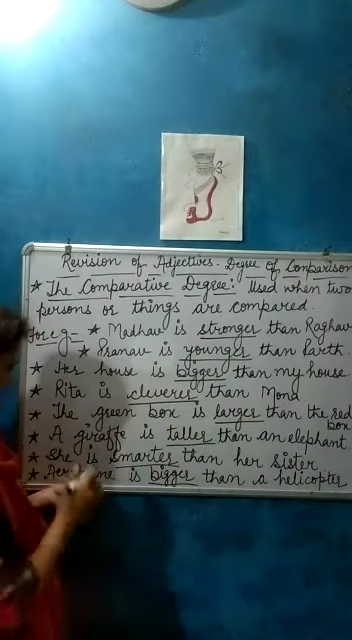 Revision of Adjectives - Degree of Comparison
★ The Comparative Degree: Used when two
persons or things are compared.
For e.g - ★ Madhav is stronger than Raghav
★ Pranav is younger than Parth.
★ Her house is bigger than my house.
★ Rita is cleverer than Mona
★ The green box is larger than the red
box
★ A giraffe is taller than an elephant
★ She is smarter than her sister
★ is bigger than a helicopter